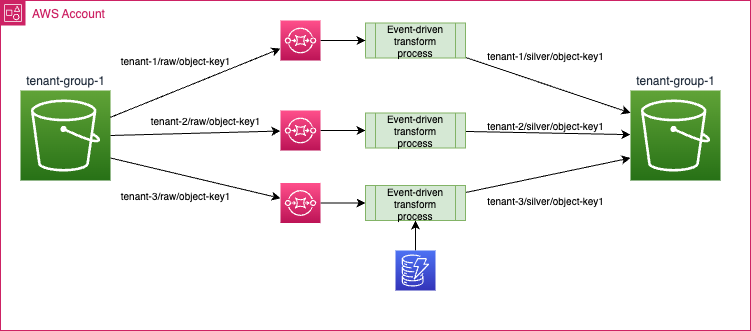 AWS Account
tenant-group-1
tenant-1/raw/object-key1
Event-driven
transform
process
tenant-1/silver/object-key1
tenant-group-1
tenant-2/raw/object-key1
Event-driven
transform
process
tenant-2/silver/object-key1
tenant-3/raw/object-key1
Event-driven
transform
process
tenant-3/silver/object-key1